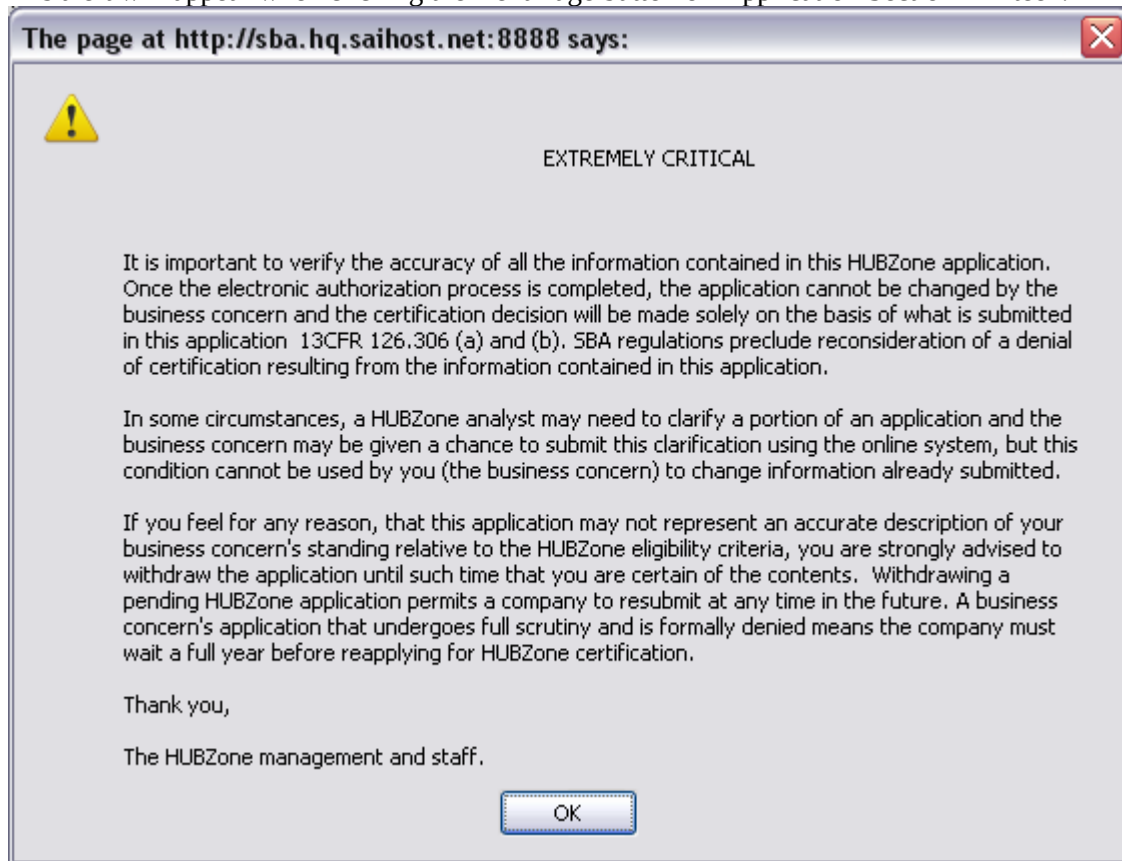 The page at http://sba.hq.saihost.net:8888 says:
EXTREMELY CRITICAL
It is important to verify the accuracy of all the information contained in this HUBZone application.
Once the electronic authorization process is completed, the application cannot be changed by the
business concern and the certification decision will be made solely on the basis of what is submitted
in this application  13CFR 126.306 (a) and (b). SBA regulations preclude reconsideration of a denial
of certification resulting from the information contained in this application.
In some circumstances, a HUBZone analyst may need to clarify a portion of an application and the
business concern may be given a chance to submit this clarification using the online system, but this
condition cannot be used by you (the business concern) to change information already submitted.
If you feel for any reason, that this application may not represent an accurate description of your
business concern's standing relative to the HUBZone eligibility criteria, you are strongly advised to
withdraw the application until such time that you are certain of the contents.  Withdrawing a
pending HUBZone application permits a company to resubmit at any time in the future. A business
concern's application that undergoes full scrutiny and is formally denied means the company must
wait a full year before reapplying for HUBZone certification.
Thank you,
The HUBZone management and staff.
OK